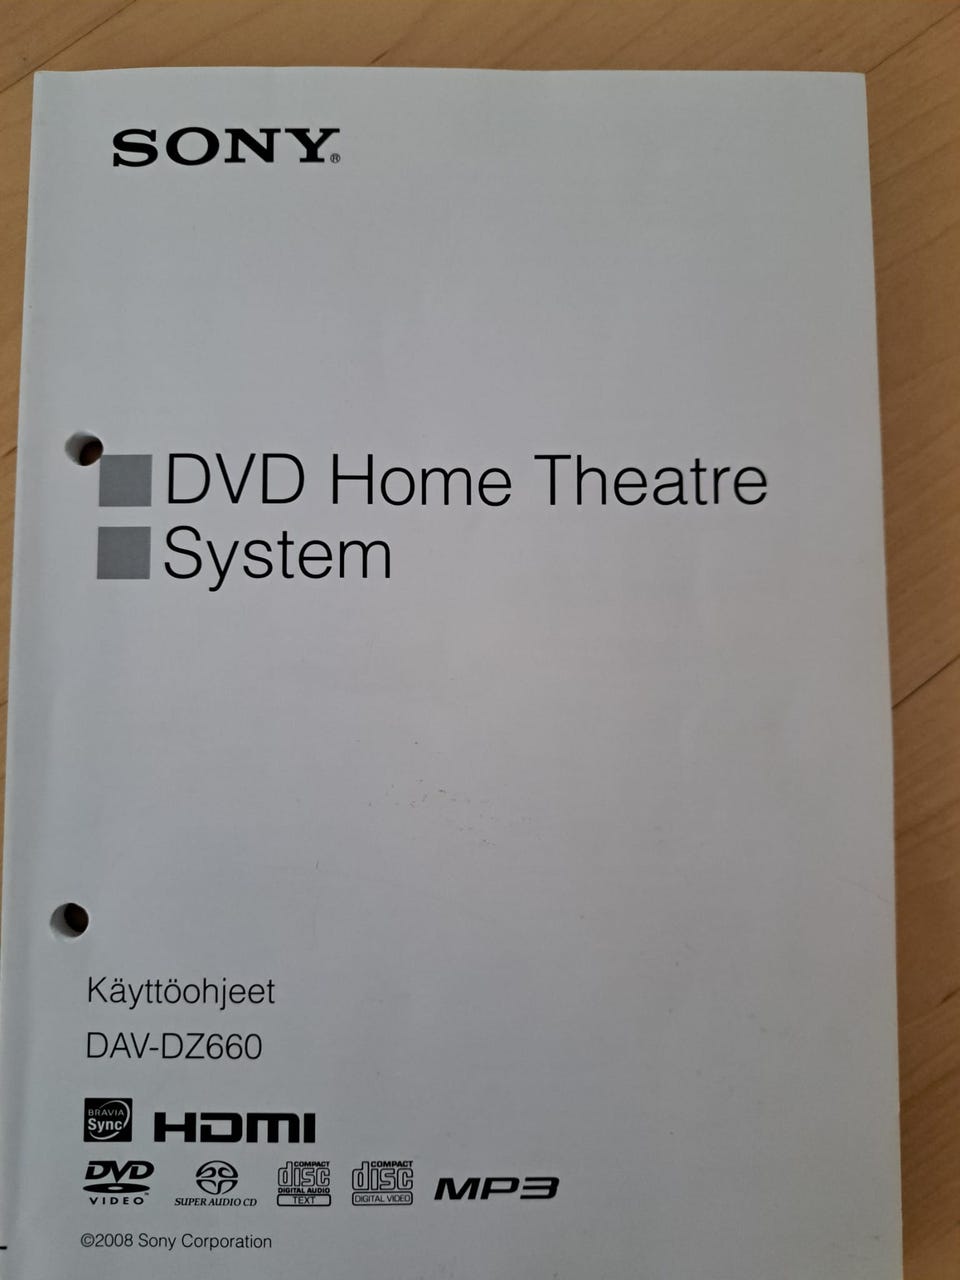 SONY®
DVD Home Theatre
System
Käyttöohjeet
DAV-DZ660
BRAVIA
Sync
HDMI
DVD
VIDEO™
SUPER AUDIO CD
COMPACT
disc
DIGITAL AUDIO
TEXT
COMPACT
disc
DIGITAL VIDEO
MP3
©2008 Sony Corporation